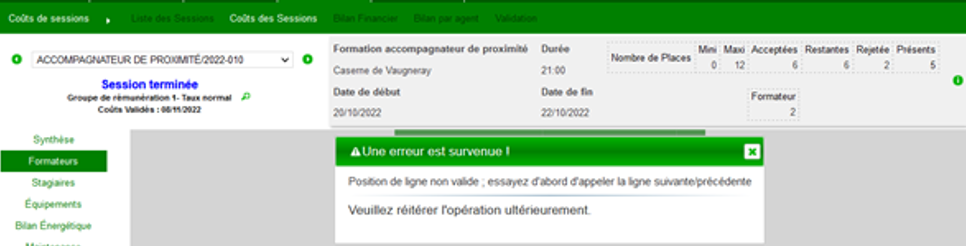 Coûts de sessions Liste des Sessions Coûts des Sessions Bilan Financier Bilan par agent Validation
ACCOMPAGNATEUR DE PROXIMITÉ/2022-010
Session terminée
Groupe de rémunération 1- Taux normal
Coûts Validés : 08/11/2022
Formation accompagnateur de proximité Durée
Caserne de Vaugneray 21:00
Date de début Date de fin
20/10/2022 22/10/2022
Nombre de Places Mini Maxi Acceptées Restantes Rejetée Présents
0 12 6 6 2 5
Formateur
2
Synthèse
Formateurs
Stagiaires
Équipements
Bilan Énergétique
Une erreur est survenue !
Position de ligne non valide ; essayez d'abord d'appeler la ligne suivante/précédente
Veuillez réitérer l'opération ultérieurement.